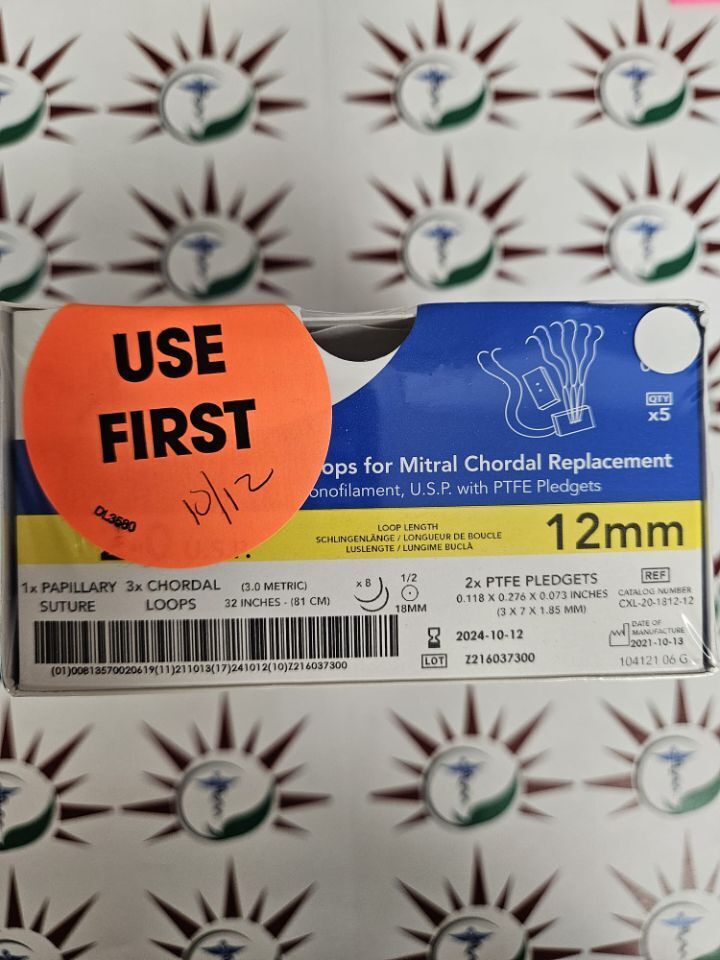 USE
FIRST
10/12
DL3680
QTY
x5
ops for Mitral Chordal Replacement
onofilament, U.S.P. with PTFE Pledgets
LOOP LENGTH
SCHLINGENLÄNGE / LONGUEUR DE BOUCLE
LUSLENGTE / LUNGIME BUCLĂ
12mm
1x PAPILLARY
SUTURE
3x CHORDAL
LOOPS
(3.0 METRIC)
32 INCHES - (81 CM)
x 8
1/2
18MM
2x PTFE PLEDGETS
0.118 X 0.276 X 0.073 INCHES
(3 X 7 X 1.85 MM)
REF
CATALOG NUMBER
CXL-20-1812-12
2024-10-12
LOT
Z216037300
DATE OF
MANUFACTURE
2021-10-13
104121 06 G
(01)00813570020619(11)211013(17)241012(10)Z216037300